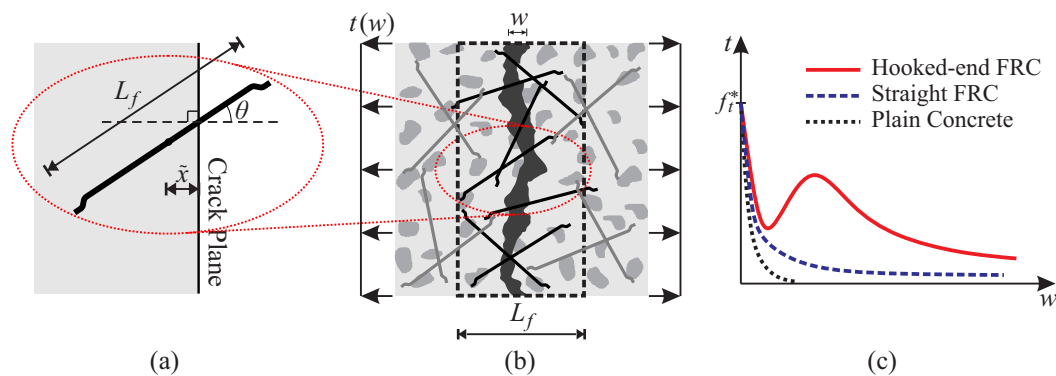 L_f
θ
x̃
Crack Plane
(a)
t(w)
w
L_f
(b)
t
f_t^*
Hooked-end FRC
Straight FRC
Plain Concrete
w
(c)